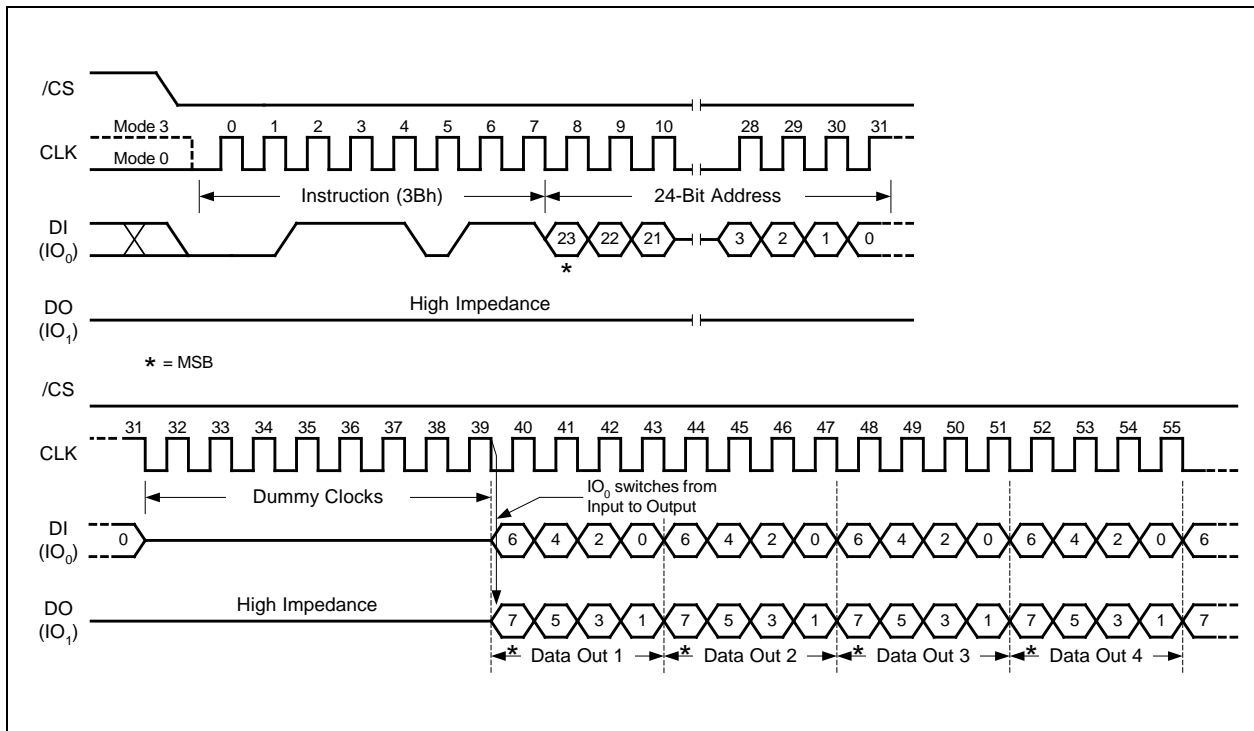 /CS
Mode 3 0 1 2 3 4 5 6 7 8 9 10 28 29 30 31
CLK
Mode 0
Instruction (3Bh) 24-Bit Address
DI
(IO0) 23 22 21 3 2 1 0
*
DO
(IO1) High Impedance
* = MSB
/CS
31 32 33 34 35 36 37 38 39 40 41 42 43 44 45 46 47 48 49 50 51 52 53 54 55
CLK
Dummy Clocks
IO0 switches from
Input to Output
DI
(IO0) 0 6 4 2 0 6 4 2 0 6 4 2 0 6 4 2 0 6
DO
(IO1) High Impedance 7 5 3 1 7 5 3 1 7 5 3 1 7 5 3 1 7
* Data Out 1 * Data Out 2 * Data Out 3 * Data Out 4